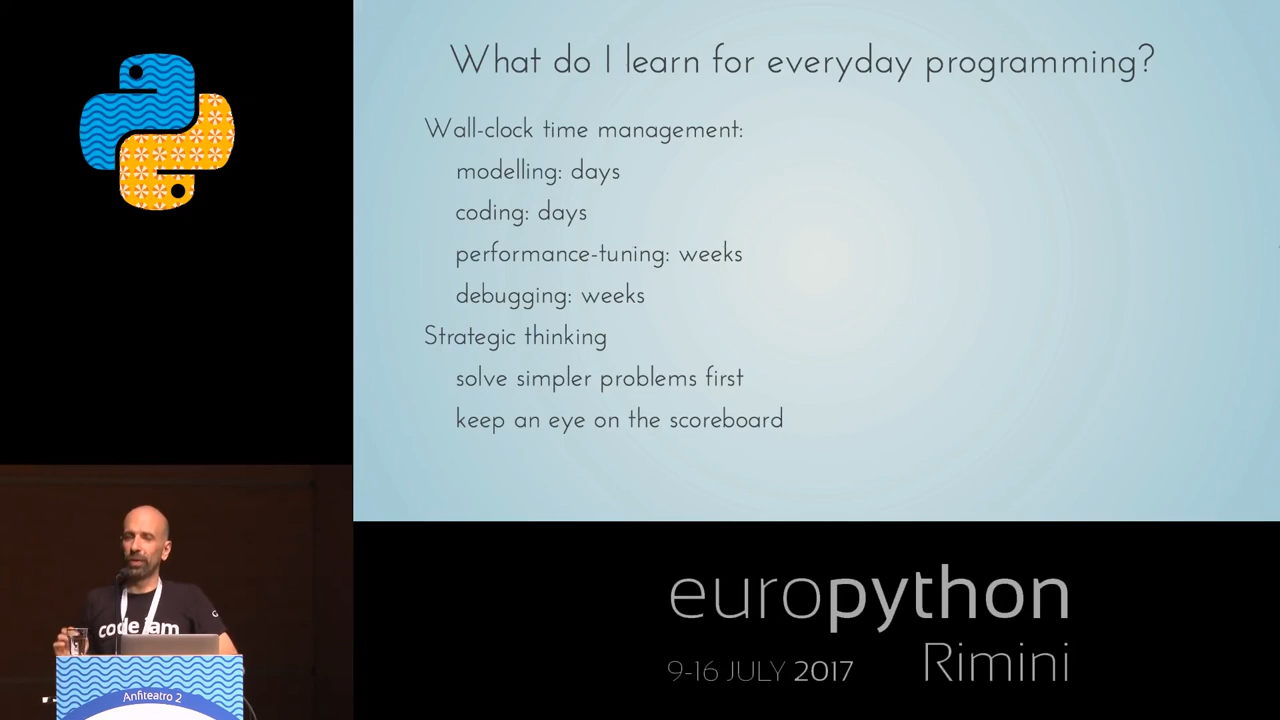 What do I learn for everyday programming?
Wall-clock time management:
modelling: days
coding: days
performance-tuning: weeks
debugging: weeks
Strategic thinking
solve simpler problems first
keep an eye on the scoreboard
code jam
Anfiteatro 2
europython
9-16 JULY 2017 Rimini